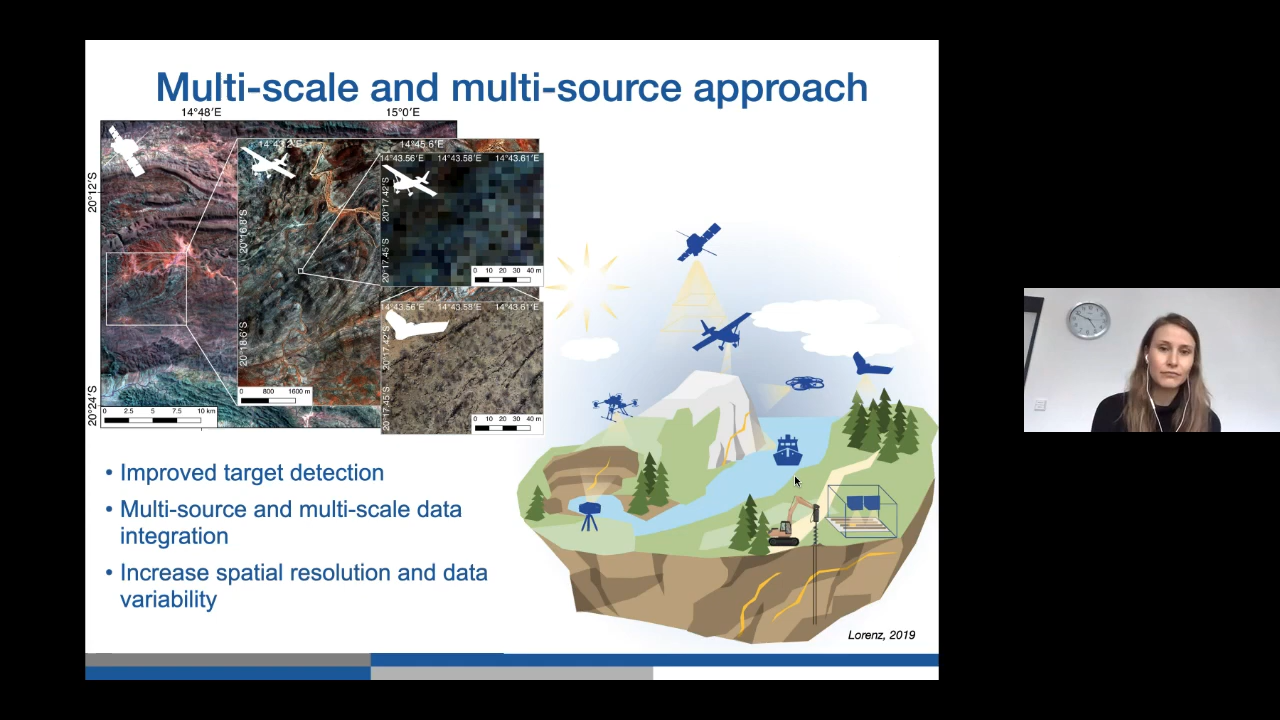 Multi-scale and multi-source approach
14°48'E
15°0'E
20°12'S
20°24'S
0 2.5 5 7.5 10 km
14°43.2'E
14°45.6'E
20°16.8'S
20°18.6'S
0 800 1600 m
14°43.56'E 14°43.58'E 14°43.61'E
20°17.42'S
20°17.45'S
0 10 20 30 40 m
14°43.56'E 14°43.58'E 14°43.61'E
20°17.42'S
20°17.45'S
0 10 20 30 40 m
• Improved target detection
• Multi-source and multi-scale data
integration
• Increase spatial resolution and data
variability
Lorenz, 2019